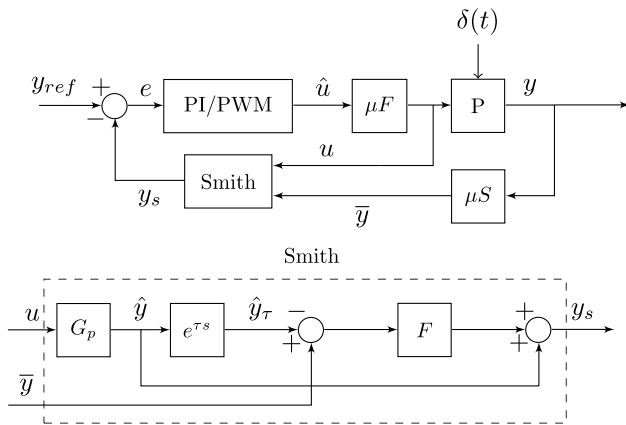 δ(t)
y_ref + − e PI/PWM û μF P y
u
Smith
y_s y̅ μS
Smith
u G_p ŷ e^{τs} ŷ_τ − + F + + y_s
y̅